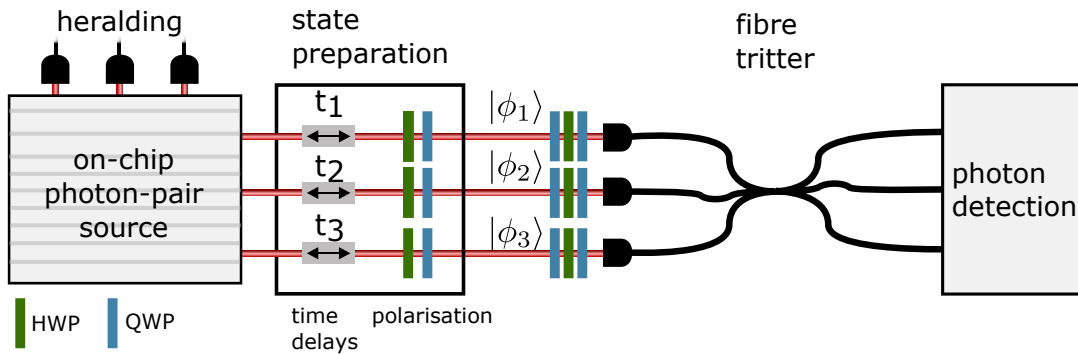 heralding
state
preparation
fibre
tritter
on-chip
photon-pair
source
t1
t2
t3
|ϕ1⟩
|ϕ2⟩
|ϕ3⟩
photon
detection
HWP
QWP
time
delays
polarisation